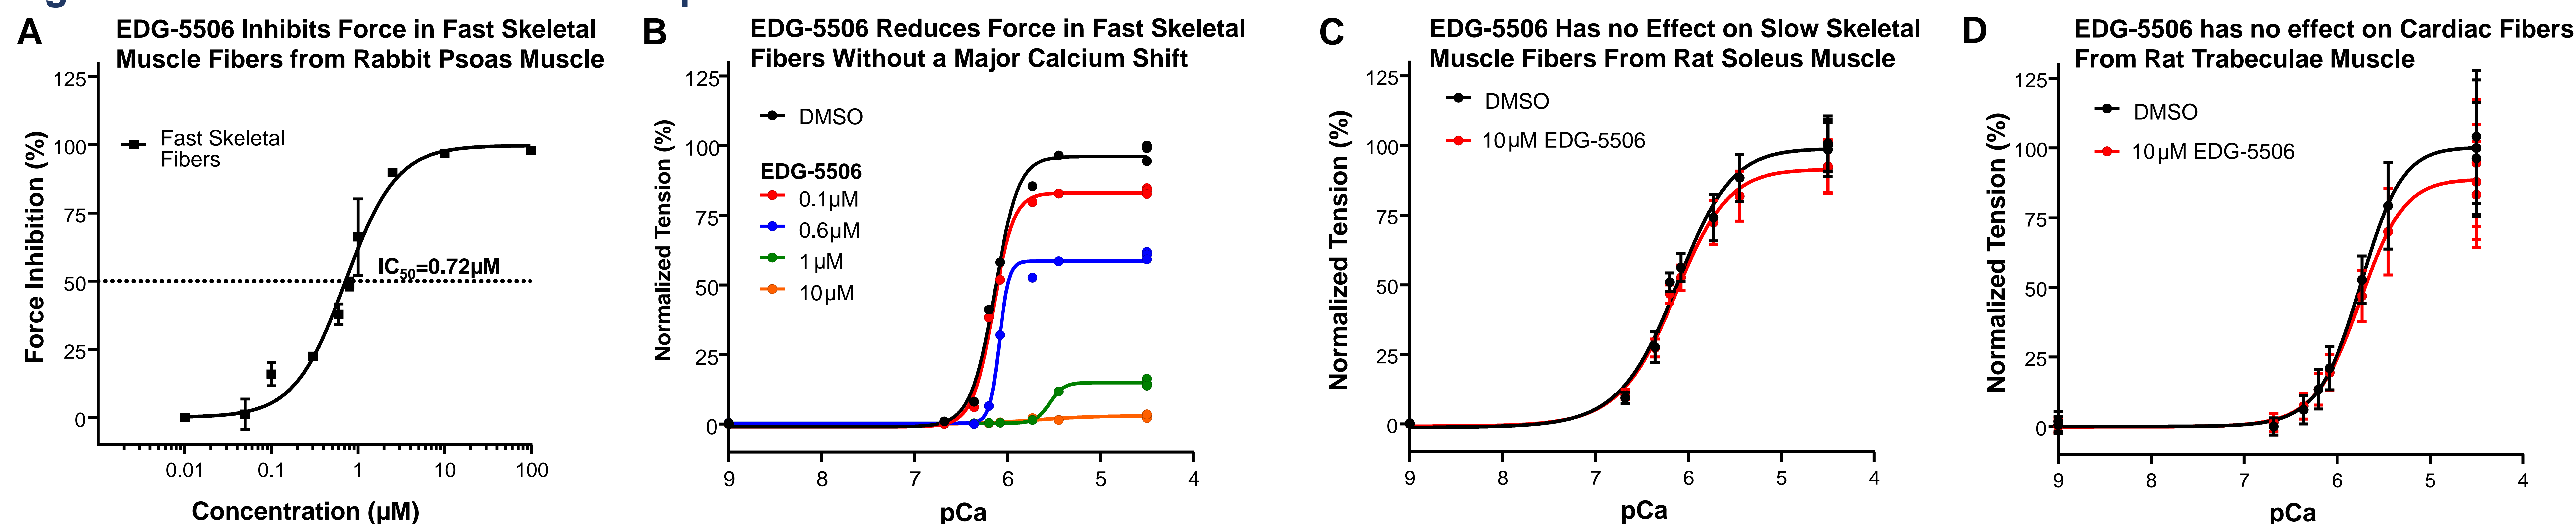 A
EDG-5506 Inhibits Force in Fast Skeletal
Muscle Fibers from Rabbit Psoas Muscle
125
100
75
50
25
0
Force Inhibition (%)
Fast Skeletal
Fibers
IC50=0.72µM
0.01 0.1 1 10 100
Concentration (µM)
B
EDG-5506 Reduces Force in Fast Skeletal
Fibers Without a Major Calcium Shift
125
100
75
50
25
0
Normalized Tension (%)
DMSO
EDG-5506
0.1µM
0.6µM
1µM
10µM
9 8 7 6 5 4
pCa
C
EDG-5506 Has no Effect on Slow Skeletal
Muscle Fibers From Rat Soleus Muscle
125
100
75
50
25
0
Normalized Tension (%)
DMSO
10µM EDG-5506
9 8 7 6 5 4
pCa
D
EDG-5506 has no effect on Cardiac Fibers
From Rat Trabeculae Muscle
125
100
75
50
25
0
Normalized Tension (%)
DMSO
10µM EDG-5506
9 8 7 6 5 4
pCa